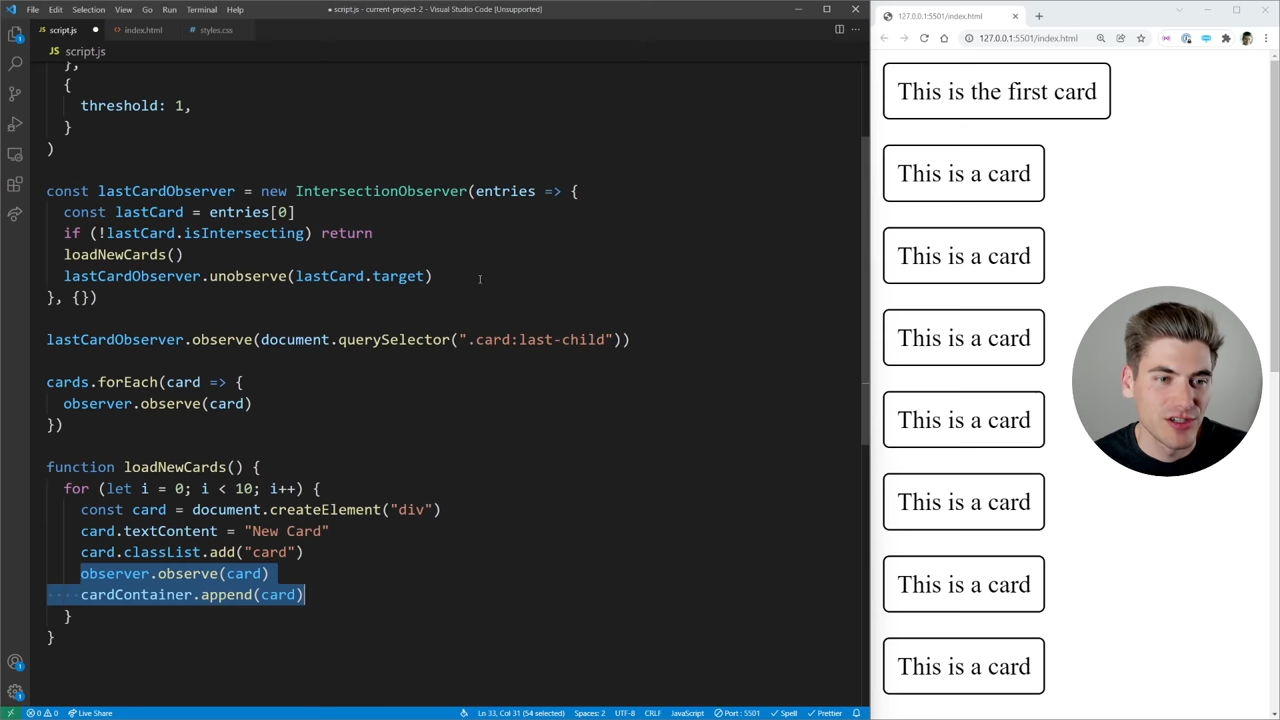 File Edit Selection View Go Run Terminal Help
● script.js - current-project-2 - Visual Studio Code [Unsupported]
script.js ● index.html styles.css
script.js
},
{
threshold: 1,
}
)
const lastCardObserver = new IntersectionObserver(entries => {
const lastCard = entries[0]
if (!lastCard.isIntersecting) return
loadNewCards()
lastCardObserver.unobserve(lastCard.target)
}, {})
lastCardObserver.observe(document.querySelector(".card:last-child"))
cards.forEach(card => {
observer.observe(card)
})
function loadNewCards() {
for (let i = 0; i < 10; i++) {
const card = document.createElement("div")
card.textContent = "New Card"
card.classList.add("card")
observer.observe(card)
cardContainer.append(card)
}
}
0 0 Live Share Ln 33, Col 31 (54 selected) Spaces: 2 UTF-8 CRLF JavaScript Port : 5501 Spell Prettier
127.0.0.1:5501/index.html
127.0.0.1:5501/index.html
This is the first card
This is a card
This is a card
This is a card
This is a card
This is a card
This is a card
This is a card